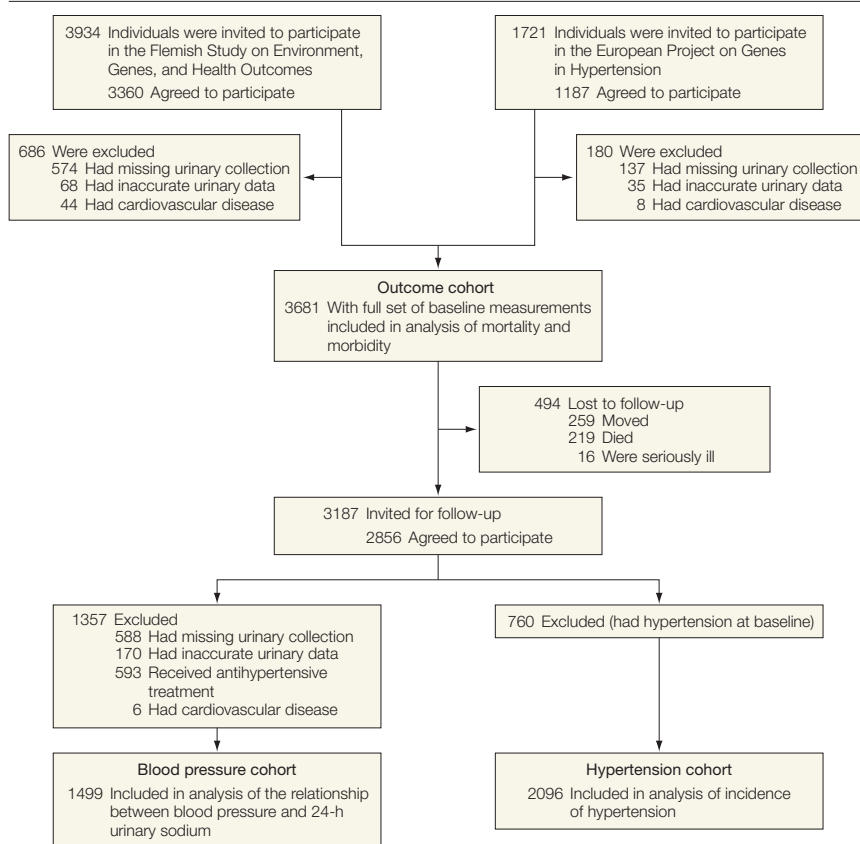 3934 Individuals were invited to participate
in the Flemish Study on Environment,
Genes, and Health Outcomes
3360 Agreed to participate
1721 Individuals were invited to participate
in the European Project on Genes
in Hypertension
1187 Agreed to participate
686 Were excluded
574 Had missing urinary collection
68 Had inaccurate urinary data
44 Had cardiovascular disease
180 Were excluded
137 Had missing urinary collection
35 Had inaccurate urinary data
8 Had cardiovascular disease
Outcome cohort
3681 With full set of baseline measurements
included in analysis of mortality and
morbidity
494 Lost to follow-up
259 Moved
219 Died
16 Were seriously ill
3187 Invited for follow-up
2856 Agreed to participate
1357 Excluded
588 Had missing urinary collection
170 Had inaccurate urinary data
593 Received antihypertensive
treatment
6 Had cardiovascular disease
760 Excluded (had hypertension at baseline)
Blood pressure cohort
1499 Included in analysis of the relationship
between blood pressure and 24-h
urinary sodium
Hypertension cohort
2096 Included in analysis of incidence
of hypertension